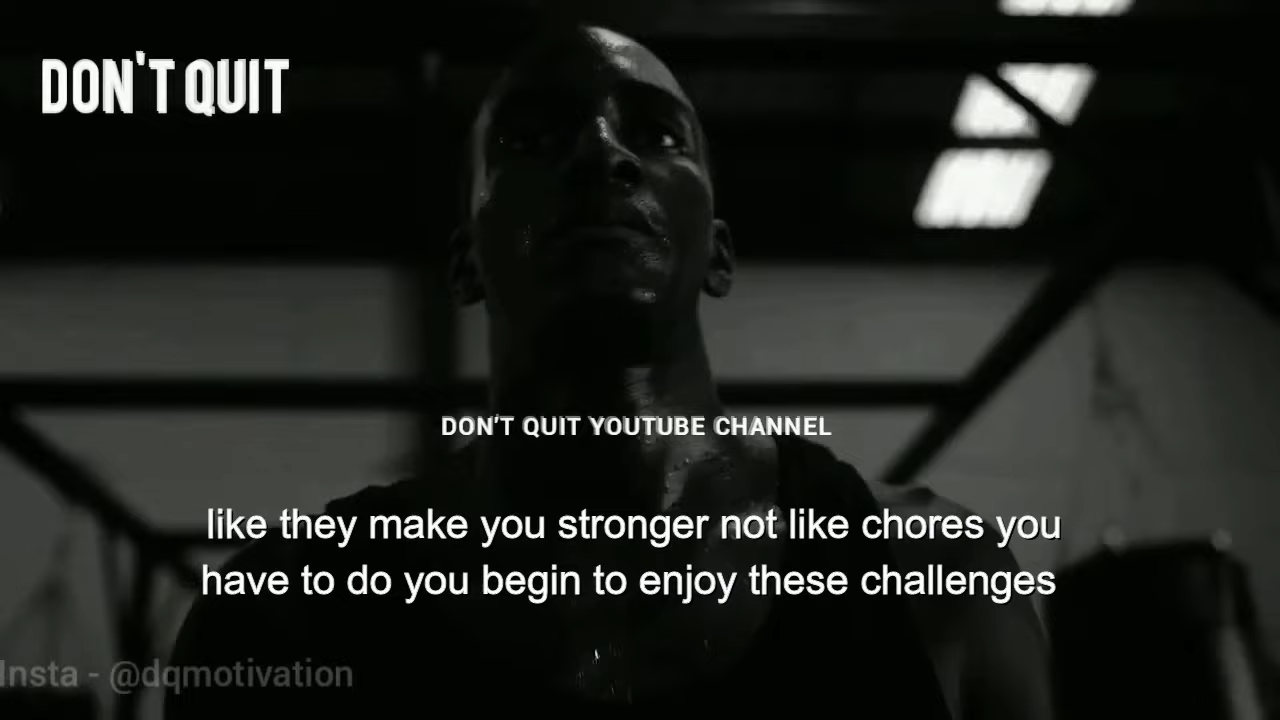 DON'T QUIT
DON'T QUIT YOUTUBE CHANNEL
like they make you stronger not like chores you
have to do you begin to enjoy these challenges
Insta - @dqmotivation